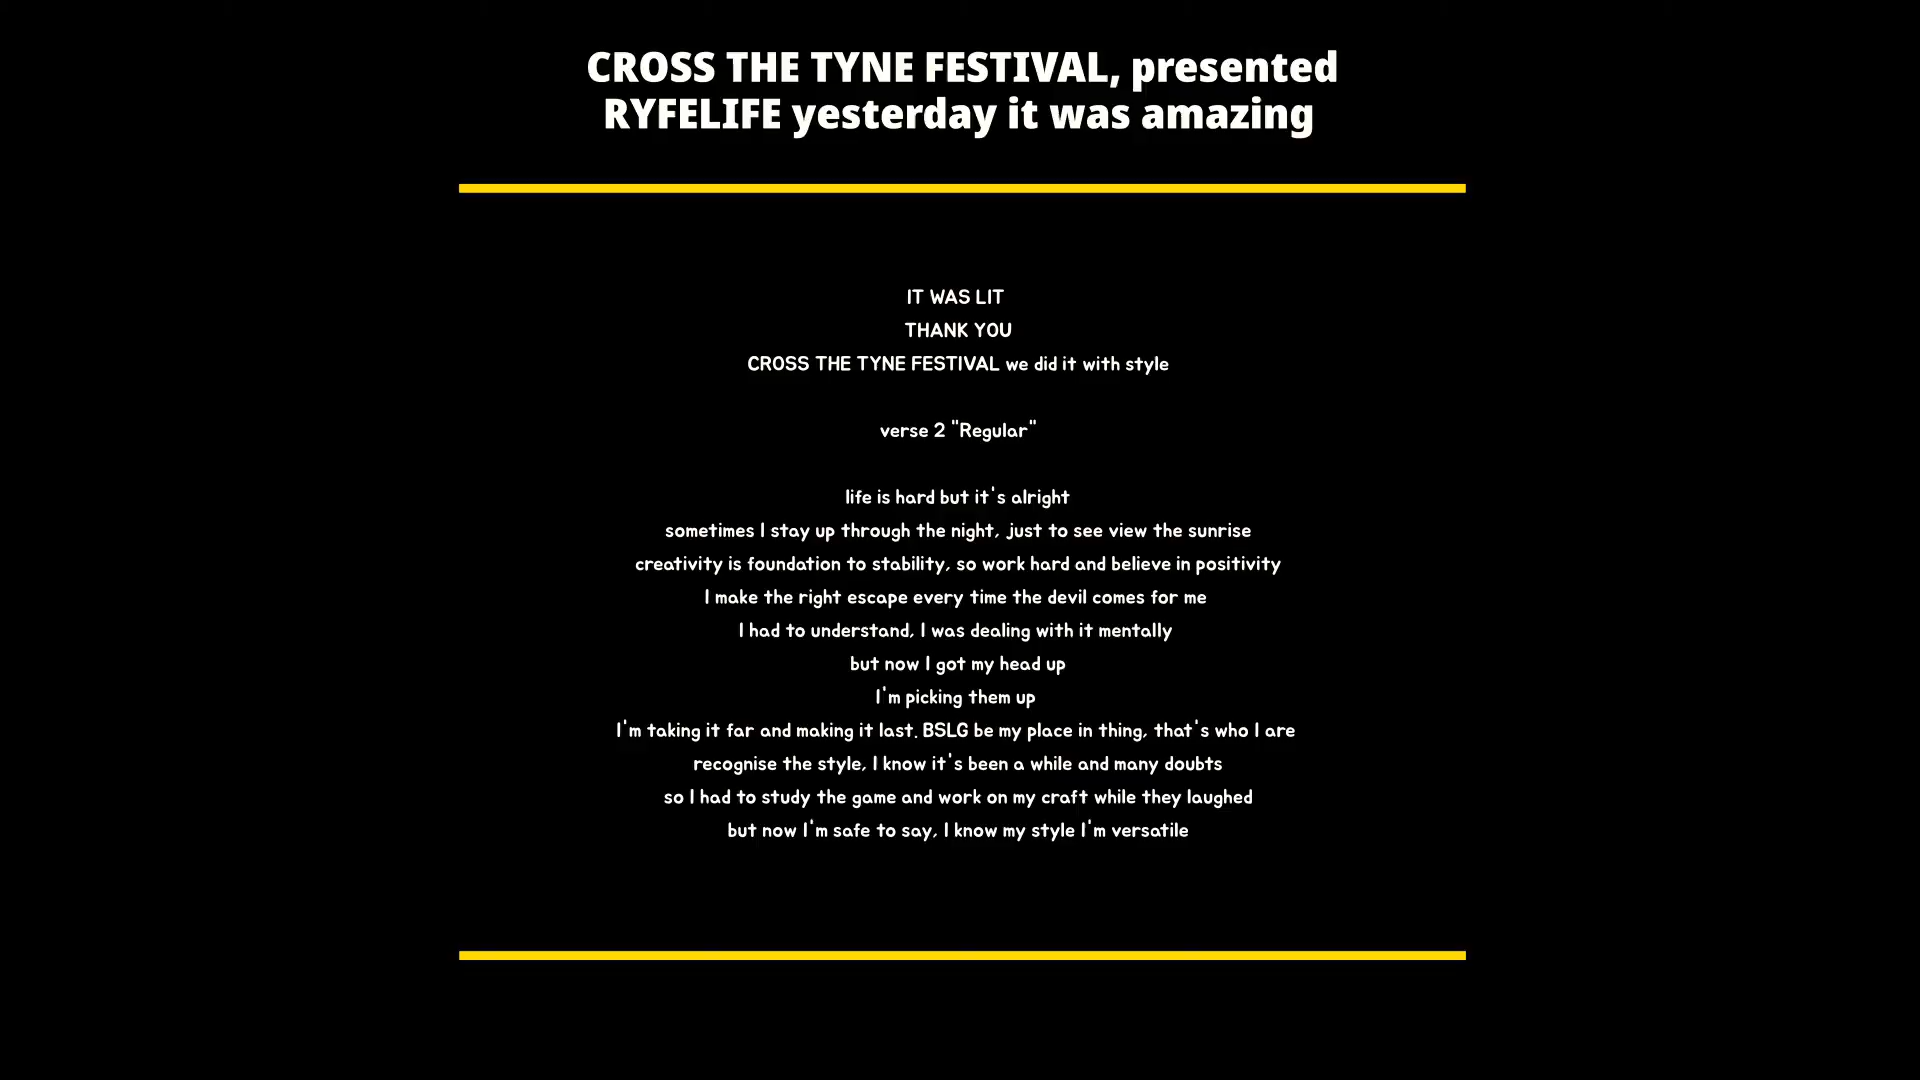 CROSS THE TYNE FESTIVAL, presented
RYFELIFE yesterday it was amazing
IT WAS LIT
THANK YOU
CROSS THE TYNE FESTIVAL we did it with style
verse 2 "Regular"
life is hard but it's alright
sometimes I stay up through the night, just to see view the sunrise
creativity is foundation to stability, so work hard and believe in positivity
I make the right escape every time the devil comes for me
I had to understand, I was dealing with it mentally
but now I got my head up
I'm picking them up
I'm taking it far and making it last. BSLG be my place in thing, that's who I are
recognise the style, I know it's been a while and many doubts
so I had to study the game and work on my craft while they laughed
but now I'm safe to say, I know my style I'm versatile